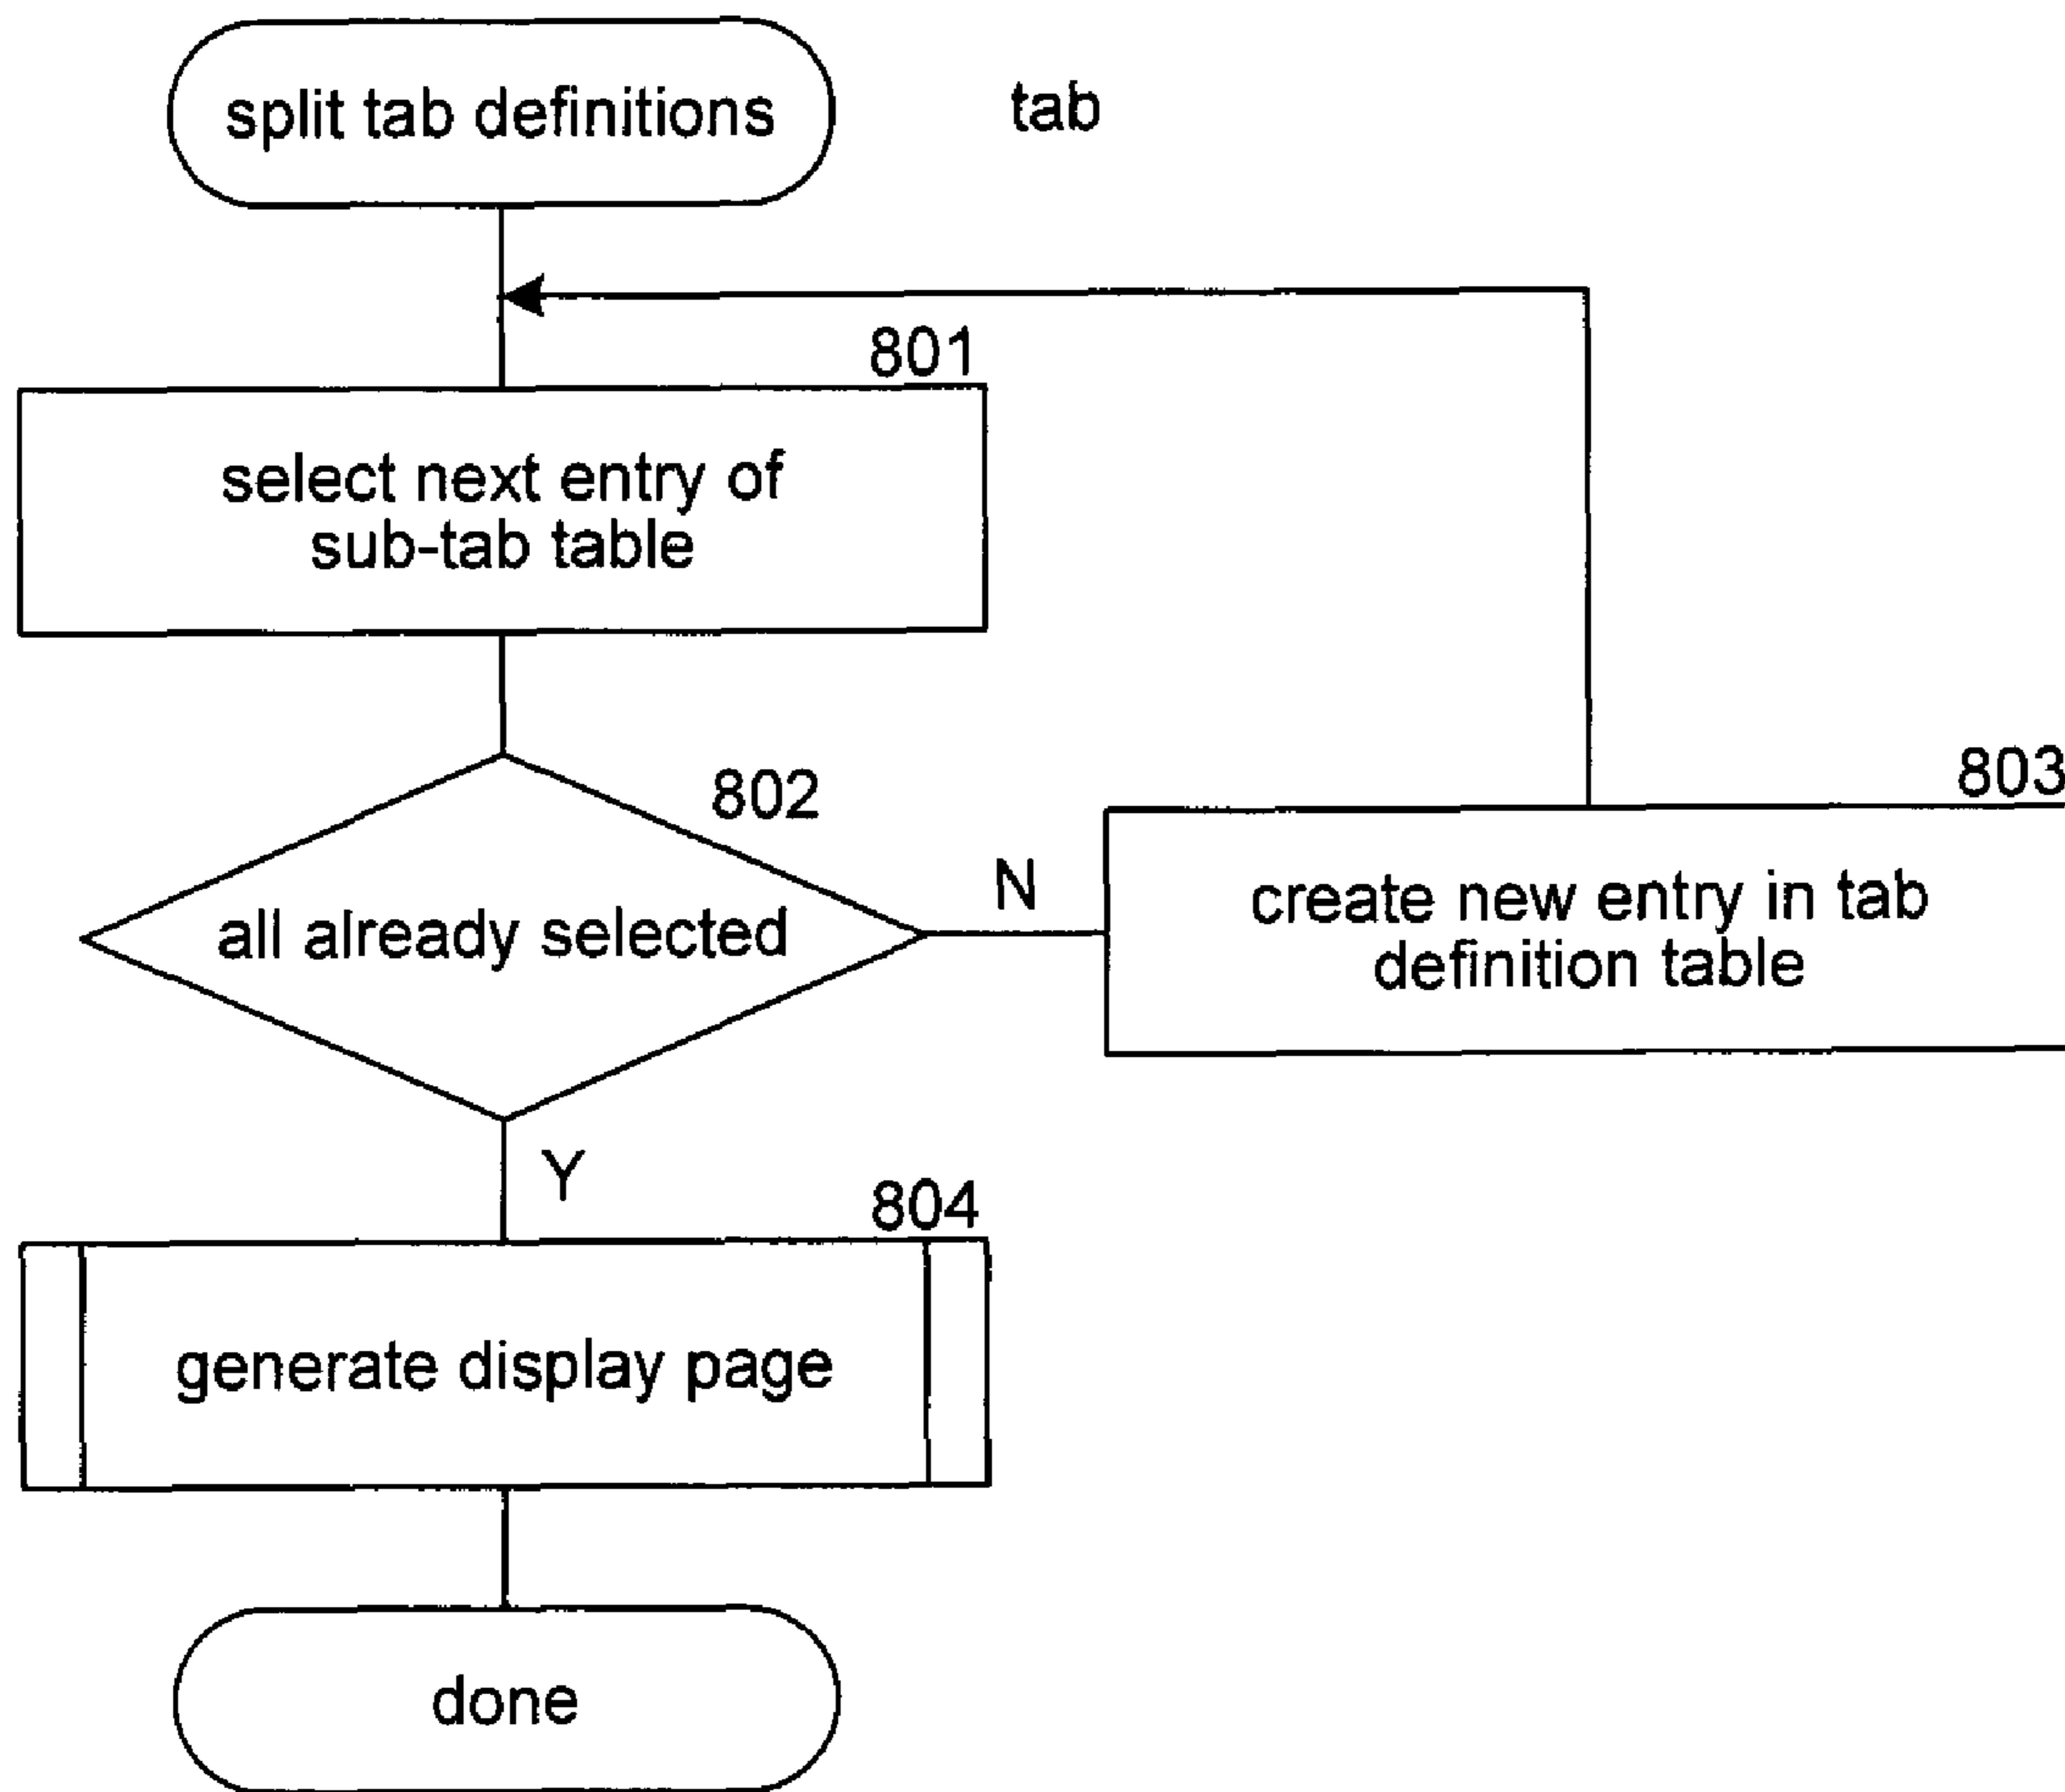 split tab definitions
tab
801
select next entry of
sub-tab table
802
all already selected
N
803
create new entry in tab
definition table
Y
804
generate display page
done